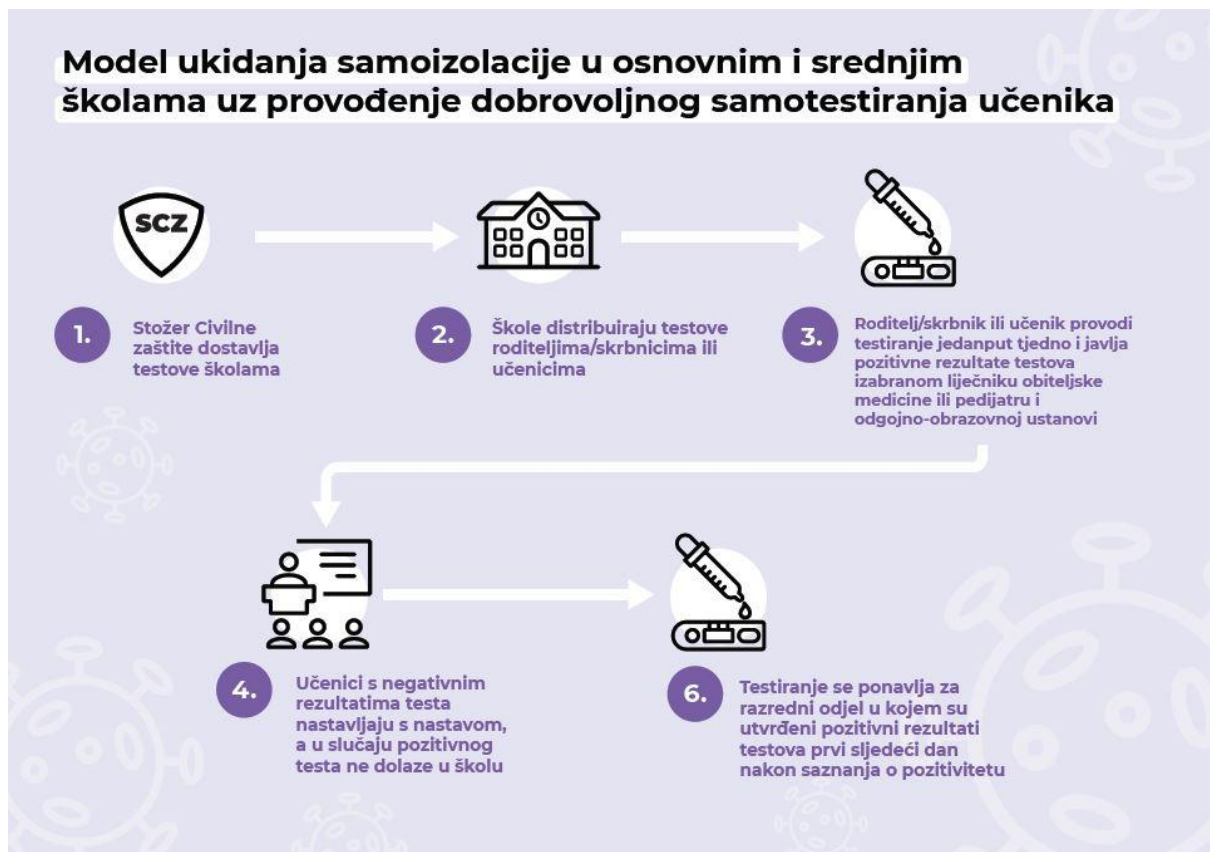 Model ukidanja samoizolacije u osnovnim i srednjim
školama uz provođenje dobrovoljnog samotestiranja učenika
SCZ
1.
Stožer Civilne
zaštite dostavlja
testove školama
2.
Škole distribuiraju testove
roditeljima/skrbnicima ili
učenicima
3.
Roditelj/skrbnik ili učenik provodi
testiranje jedanput tjedno i javlja
pozitivne rezultate testova
izabranom liječniku obiteljske
medicine ili pedijatru i
odgojno-obrazovnoj ustanovi
4.
Učenici s negativnim
rezultatima testa
nastavljaju s nastavom,
a u slučaju pozitivnog
testa ne dolaze u školu
6.
Testiranje se ponavlja za
razredni odjel u kojem su
utvrđeni pozitivni rezultati
testova prvi sljedeći dan
nakon saznanja o pozitivitetu